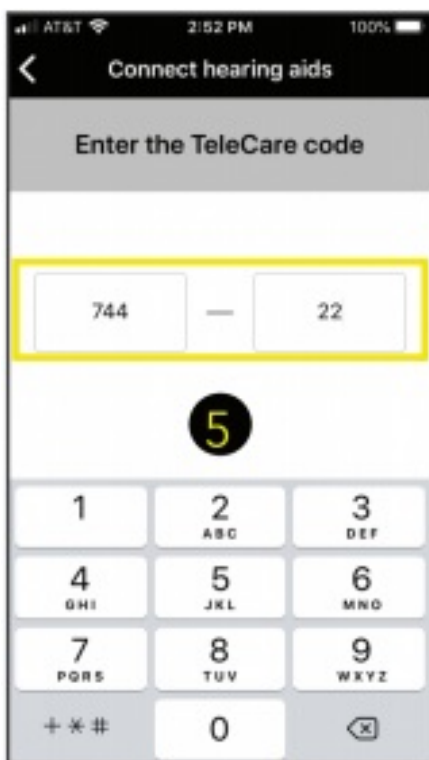 AT&T 2:52 PM 100%
Connect hearing aids
Enter the TeleCare code
744 — 22
5
1 2 3
ABC DEF
4 5 6
GHI JKL MNO
7 8 9
PQRS TUV WXYZ
+ * # 0